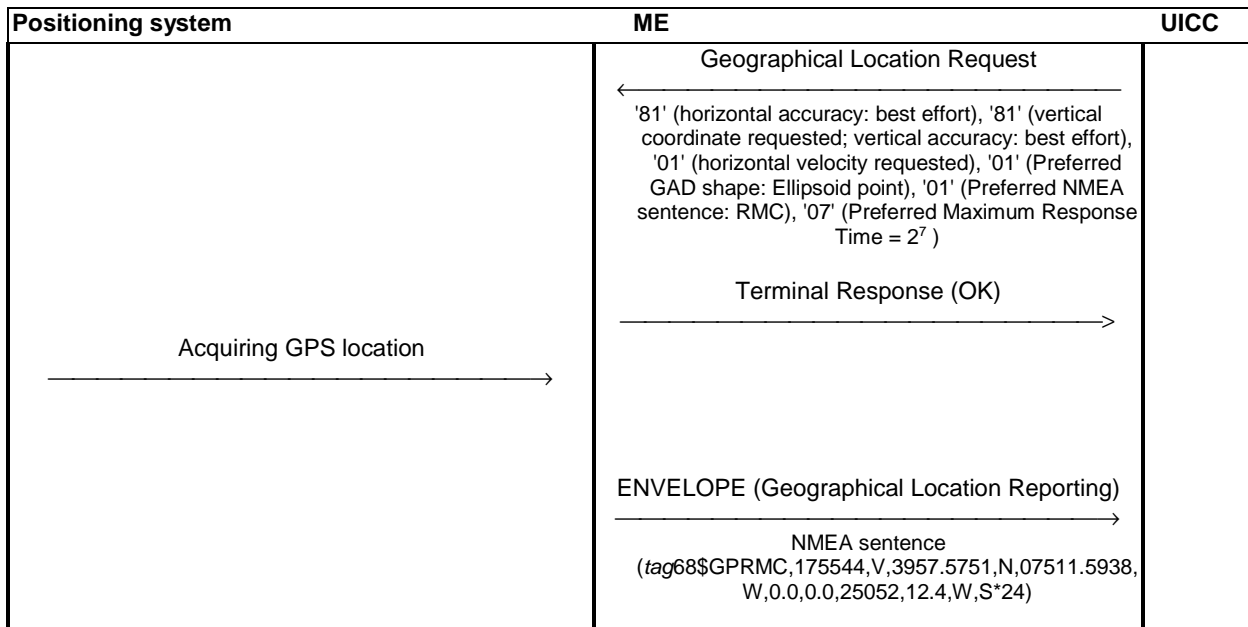 Positioning system ME UICC
Geographical Location Request
'81' (horizontal accuracy: best effort), '81' (vertical
coordinate requested; vertical accuracy: best effort),
'01' (horizontal velocity requested), '01' (Preferred
GAD shape: Ellipsoid point), '01' (Preferred NMEA
sentence: RMC), '07' (Preferred Maximum Response
Time = 2⁷ )
Terminal Response (OK)
Acquiring GPS location
ENVELOPE (Geographical Location Reporting)
NMEA sentence
(tag68$GPRMC,175544,V,3957.5751,N,07511.5938,
W,0.0,0.0,25052,12.4,W,S*24)